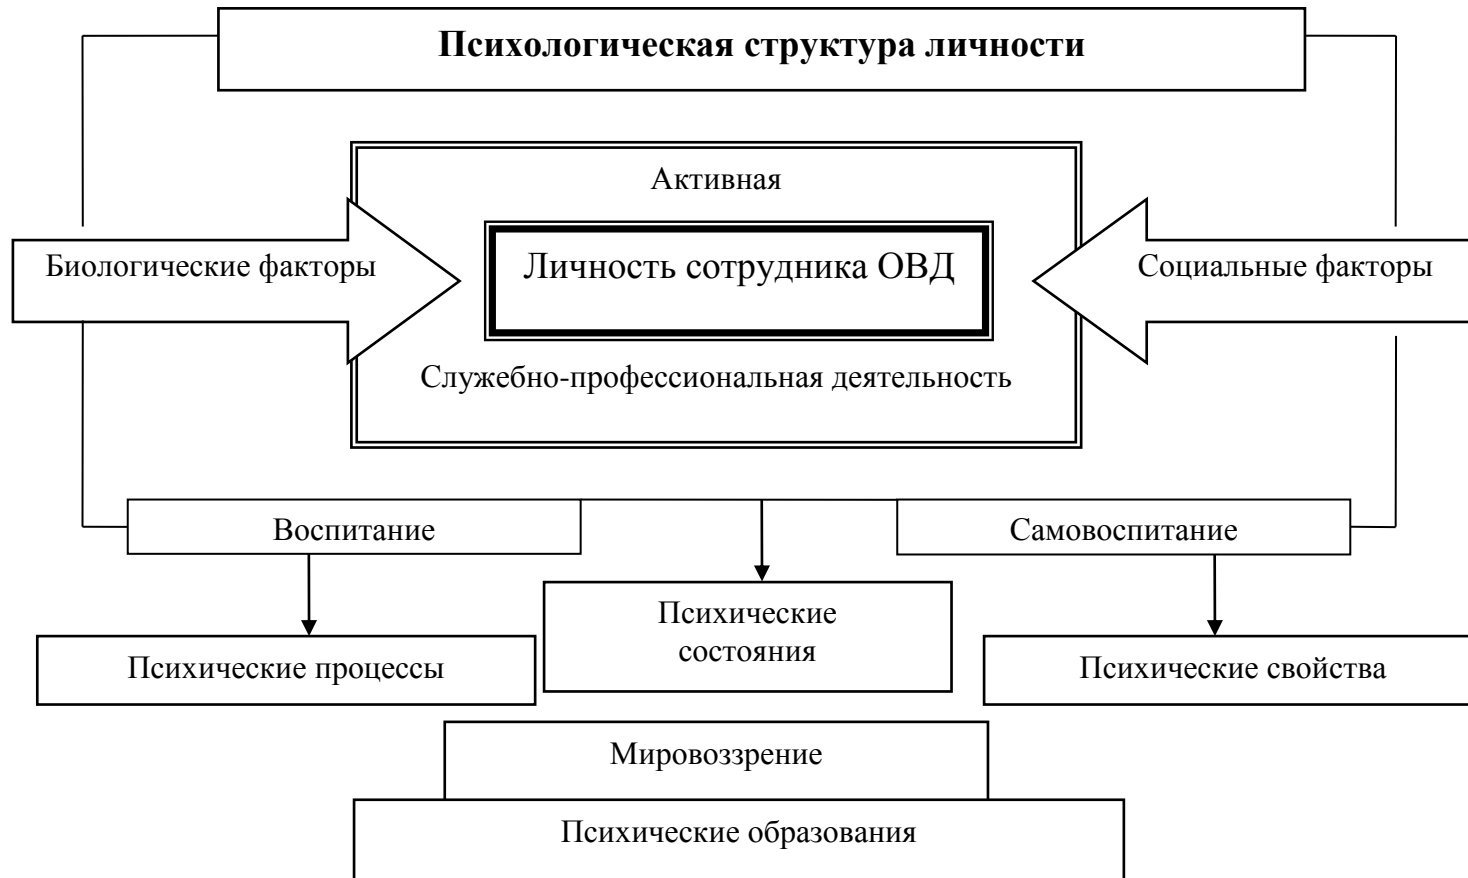 Психологическая структура личности
Активная
Биологические факторы
Личность сотрудника ОВД
Социальные факторы
Служебно-профессиональная деятельность
Воспитание
Самовоспитание
Психические
состояния
Психические процессы
Психические свойства
Мировоззрение
Психические образования